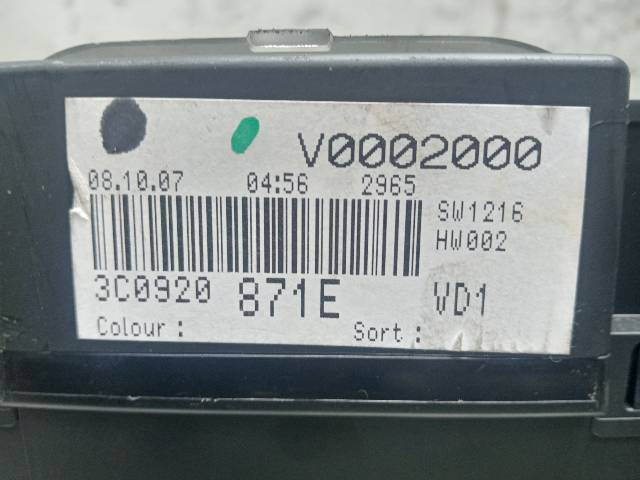 V0002000
08.10.07 04:56 2965
SW1216
HW002
3C0920 871E VD1
Colour : Sort :